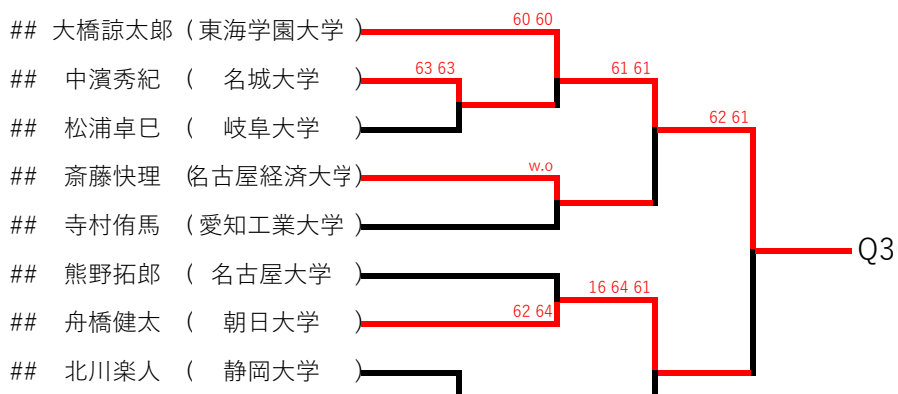 60 60
## 大橋諒太郎 ( 東海学園大学 )
63 63 61 61
## 中濱秀紀 ( 名城大学 )
62 61
## 松浦卓巳 ( 岐阜大学 )
w.o
## 斎藤快理 (名古屋経済大学)
## 寺村侑馬 ( 愛知工業大学 )
Q3
## 熊野拓郎 ( 名古屋大学 )
16 64 61
62 64
## 舟橋健太 ( 朝日大学 )
## 北川楽人 ( 静岡大学 )